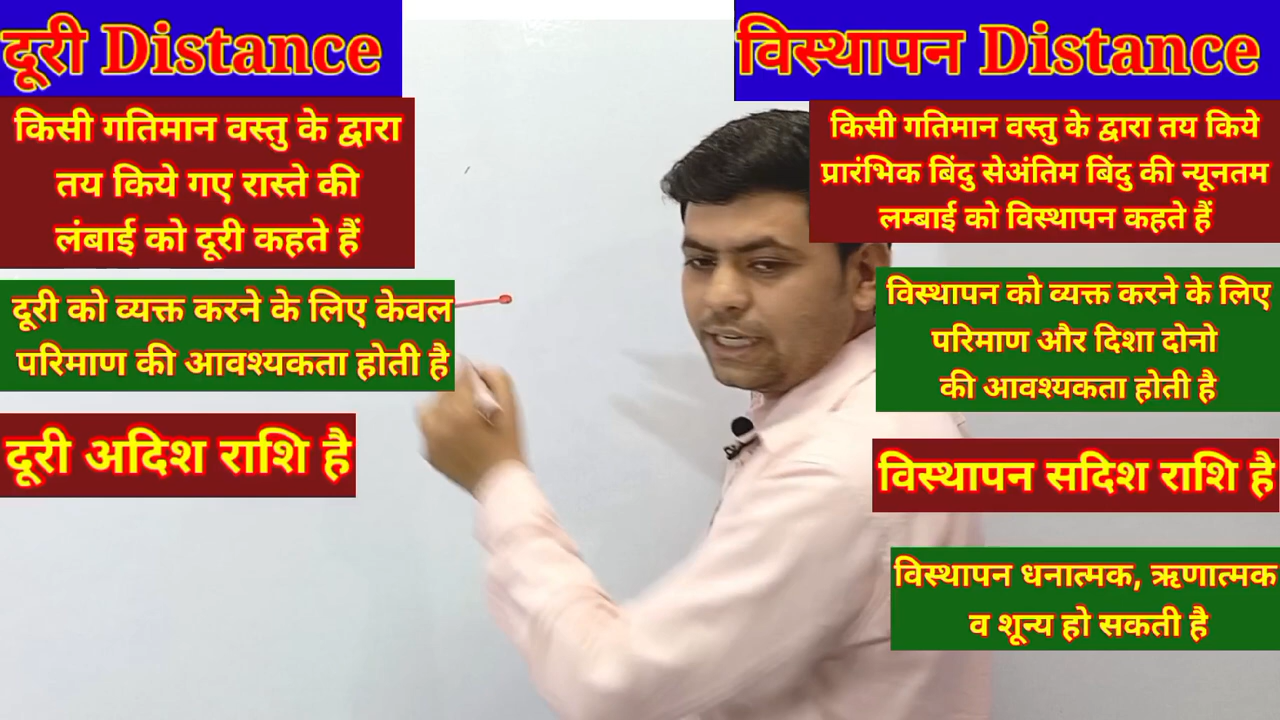 दूरी Distance
किसी गतिमान वस्तु के द्वारा
तय किये गए रास्ते की
लंबाई को दूरी कहते हैं
दूरी को व्यक्त करने के लिए केवल
परिमाण की आवश्यकता होती है
दूरी अदिश राशि है
विस्थापन Distance
किसी गतिमान वस्तु के द्वारा तय किये
प्रारंभिक बिंदु सेअंतिम बिंदु की न्यूनतम
लम्बाई को विस्थापन कहते हैं
विस्थापन को व्यक्त करने के लिए
परिमाण और दिशा दोनो
की आवश्यकता होती है
विस्थापन सदिश राशि है
विस्थापन धनात्मक, ऋणात्मक
व शून्य हो सकती है